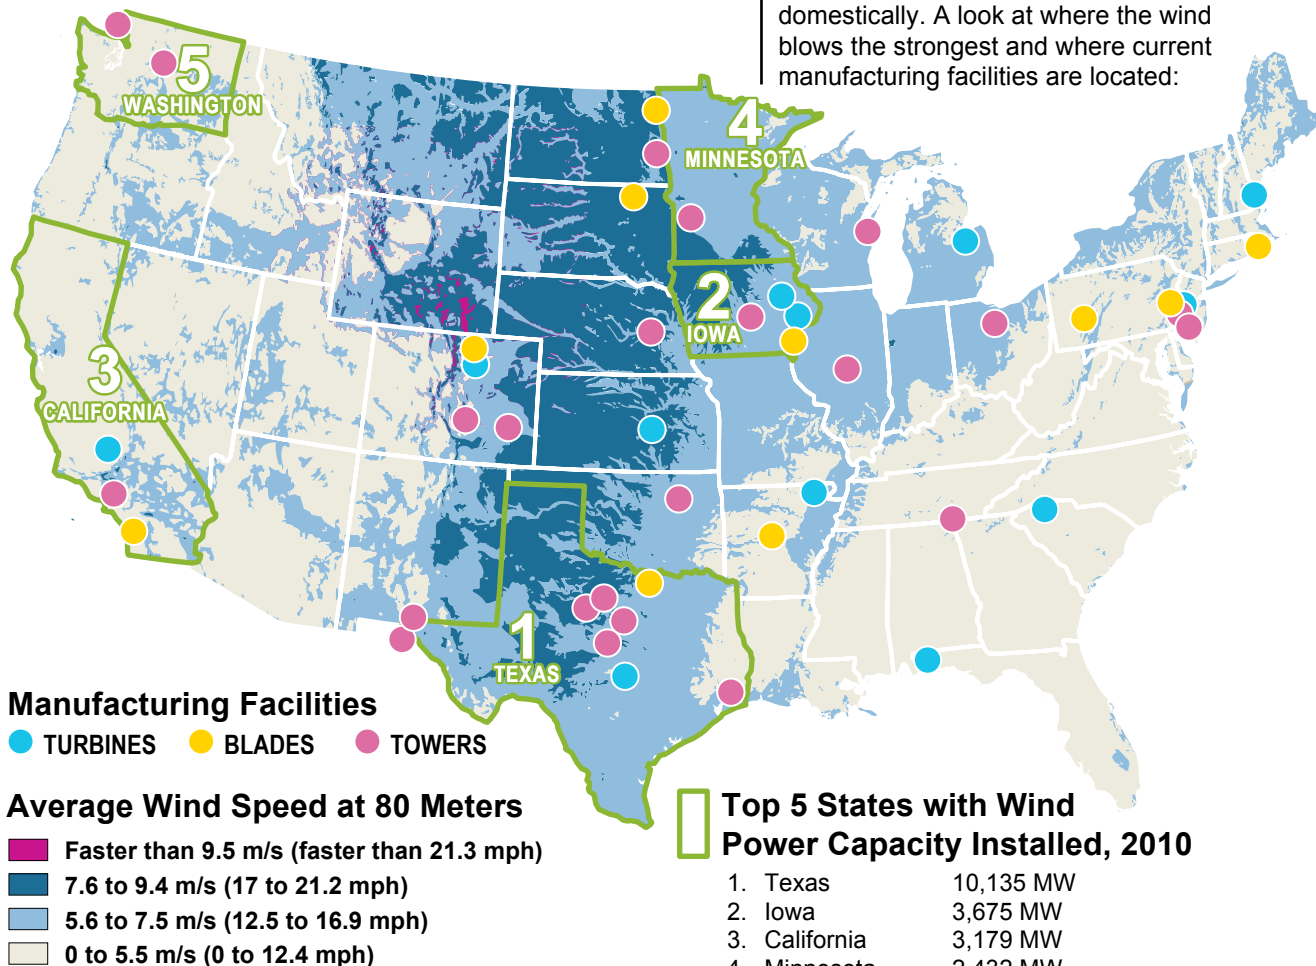 domestically. A look at where the wind
blows the strongest and where current
manufacturing facilities are located:
5
WASHINGTON
4
MINNESOTA
2
IOWA
3
CALIFORNIA
1
TEXAS
Manufacturing Facilities
TURBINES BLADES TOWERS
Average Wind Speed at 80 Meters
Faster than 9.5 m/s (faster than 21.3 mph)
7.6 to 9.4 m/s (17 to 21.2 mph)
5.6 to 7.5 m/s (12.5 to 16.9 mph)
0 to 5.5 m/s (0 to 12.4 mph)
Top 5 States with Wind
Power Capacity Installed, 2010
1. Texas 10,135 MW
2. Iowa 3,675 MW
3. California 3,179 MW
4. Minnesota 2,432 MW